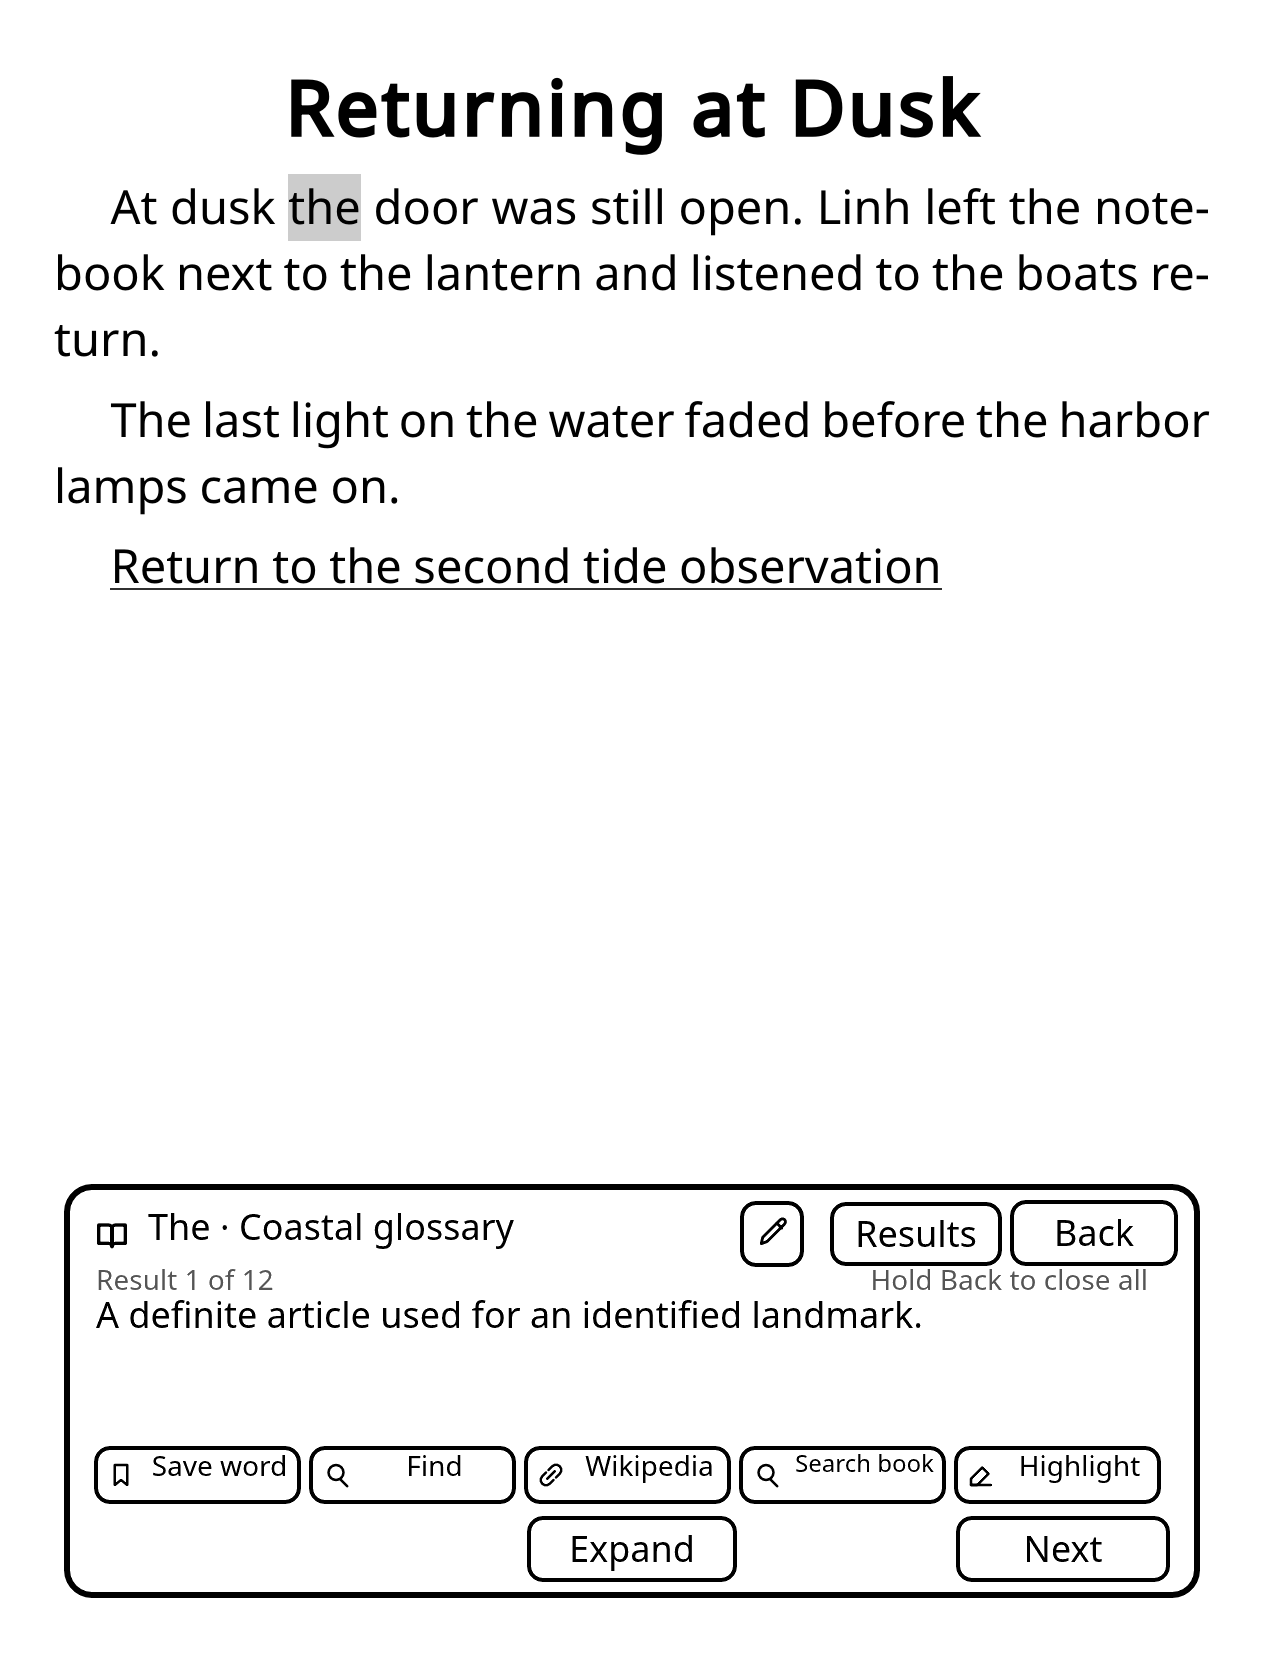 Returning at Dusk
At dusk the door was still open. Linh left the note-
book next to the lantern and listened to the boats re-
turn.
The last light on the water faded before the harbor
lamps came on.
Return to the second tide observation
The · Coastal glossary
Results
Back
Result 1 of 12
Hold Back to close all
A definite article used for an identified landmark.
Save word
Find
Wikipedia
Search book
Highlight
Expand
Next